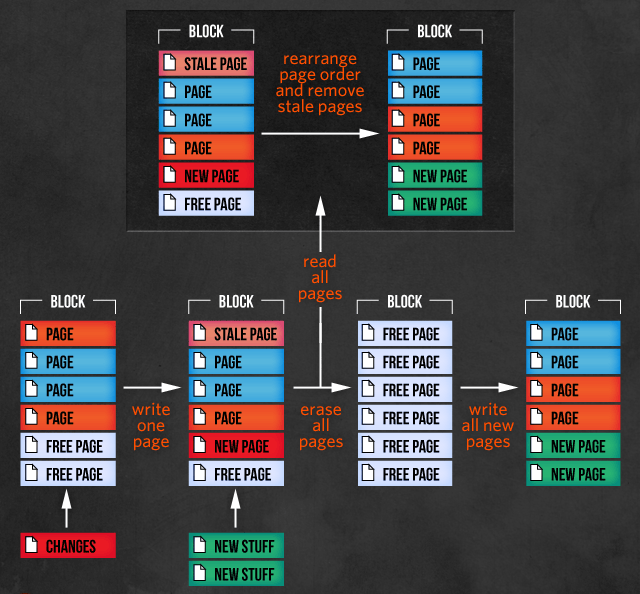 BLOCK
STALE PAGE
PAGE
PAGE
PAGE
NEW PAGE
FREE PAGE
rearrange
page order
and remove
stale pages
BLOCK
PAGE
PAGE
PAGE
PAGE
NEW PAGE
NEW PAGE
read
all
pages
BLOCK
PAGE
PAGE
PAGE
PAGE
FREE PAGE
FREE PAGE
CHANGES
write
one
page
BLOCK
STALE PAGE
PAGE
PAGE
PAGE
NEW PAGE
FREE PAGE
NEW STUFF
NEW STUFF
erase
all
pages
BLOCK
FREE PAGE
FREE PAGE
FREE PAGE
FREE PAGE
FREE PAGE
FREE PAGE
write
all new
pages
BLOCK
PAGE
PAGE
PAGE
PAGE
NEW PAGE
NEW PAGE